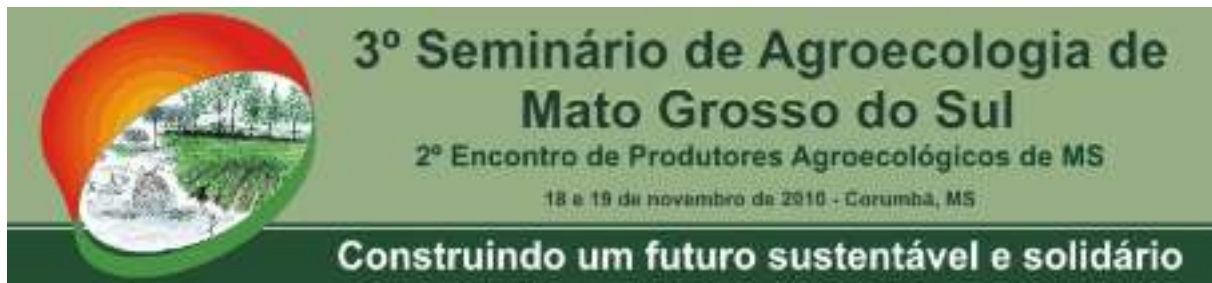 3º Seminário de Agroecologia de
Mato Grosso do Sul
2º Encontro de Produtores Agroecológicos de MS
18 e 19 de novembro de 2010 - Corumbá, MS
Construindo um futuro sustentável e solidário